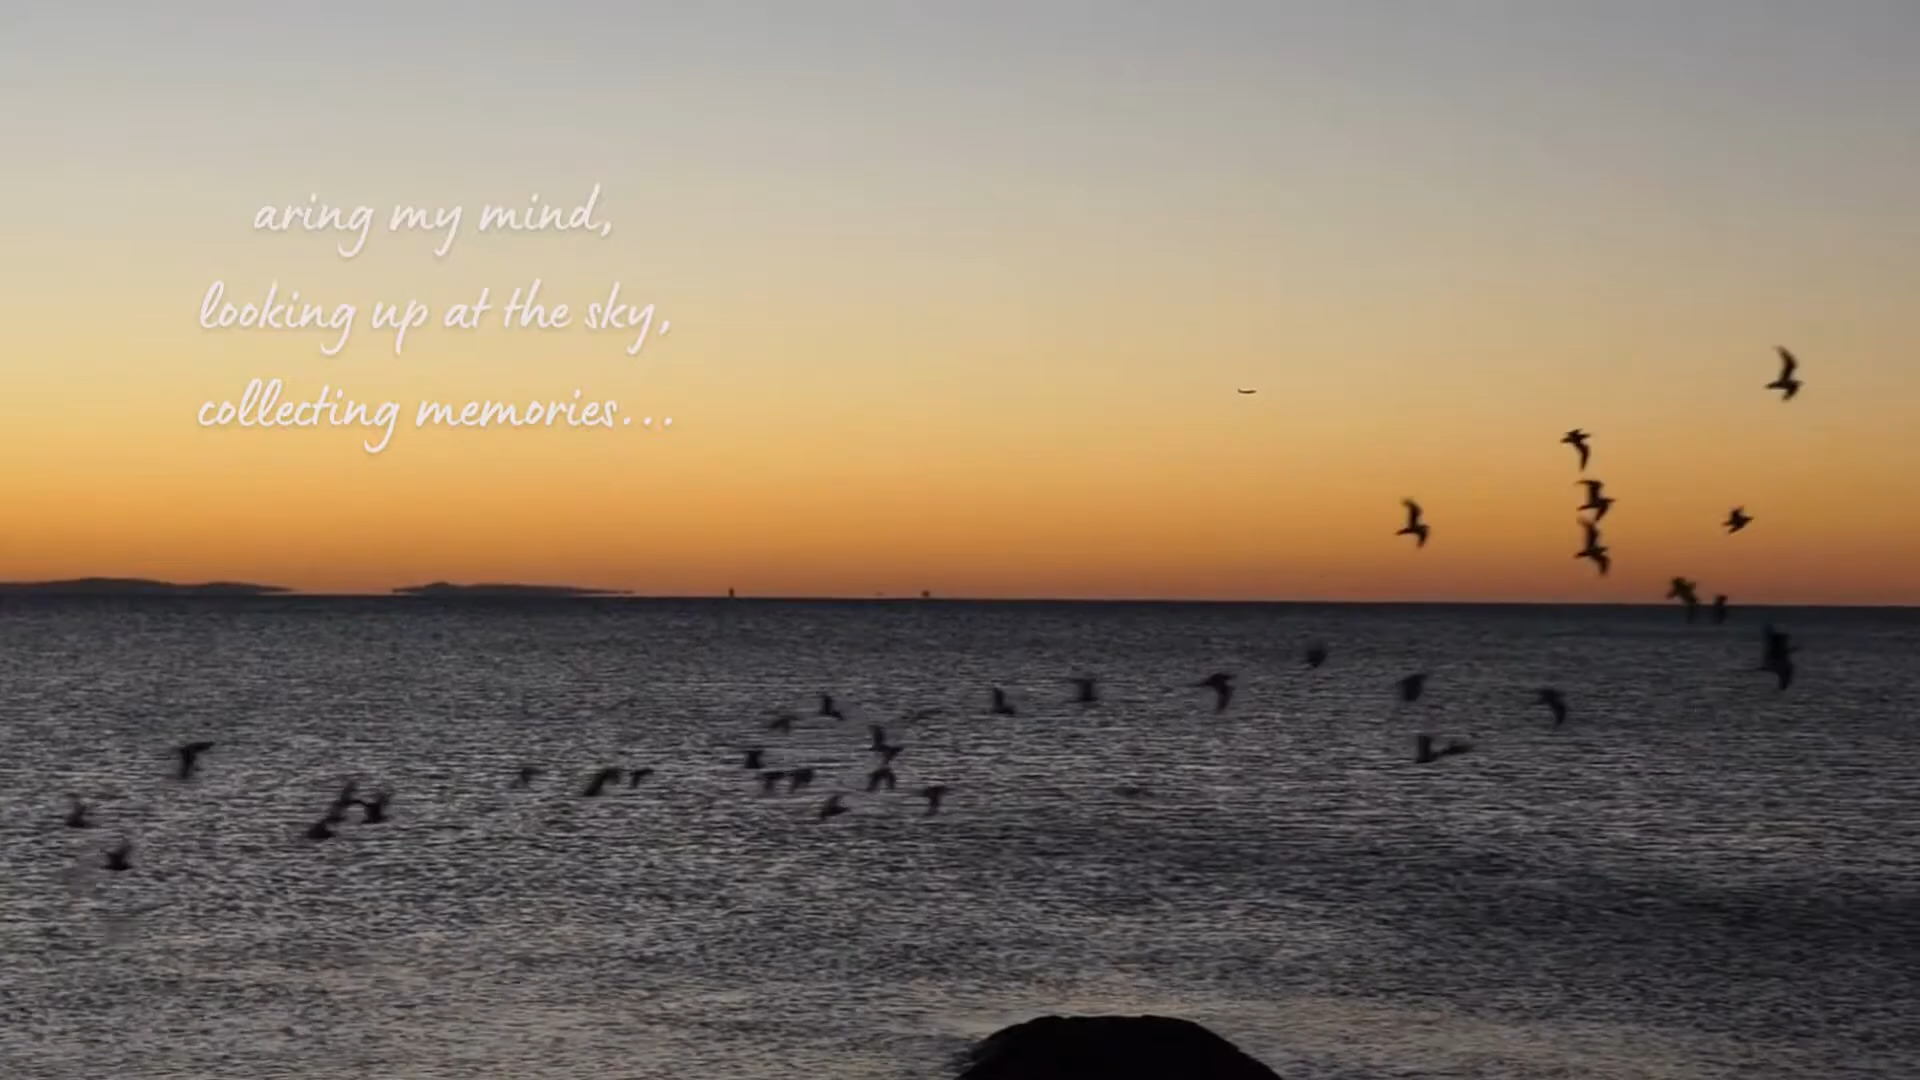 aring my mind,
looking up at the sky,
collecting memories...